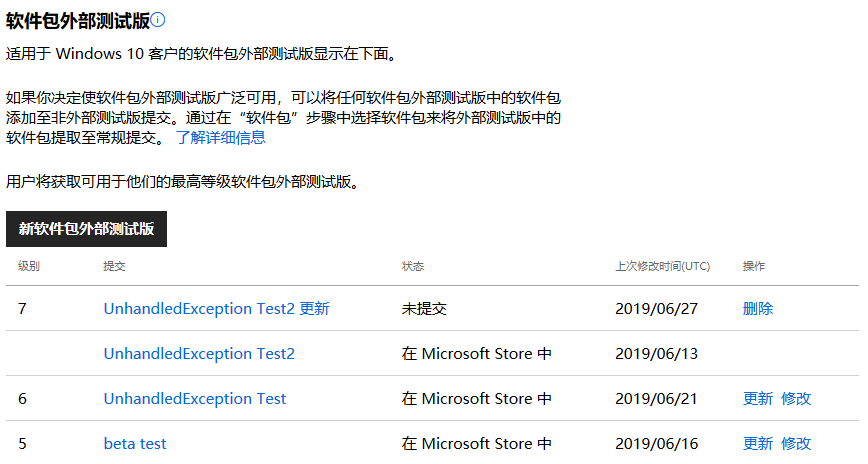 软件包外部测试版
适用于 Windows 10 客户的软件包外部测试版显示在下面。
如果你决定使软件包外部测试版广泛可用，可以将任何软件包外部测试版中的软件包
添加至非外部测试版提交。通过在“软件包”步骤中选择软件包来将外部测试版中的
软件包提取至常规提交。 了解详细信息
用户将获取可用于他们的最高等级软件包外部测试版。
新软件包外部测试版
级别 提交 状态 上次修改时间(UTC) 操作
7 UnhandledException Test2 更新 未提交 2019/06/27 删除
UnhandledException Test2 在 Microsoft Store 中 2019/06/13
6 UnhandledException Test 在 Microsoft Store 中 2019/06/21 更新 修改
5 beta test 在 Microsoft Store 中 2019/06/16 更新 修改